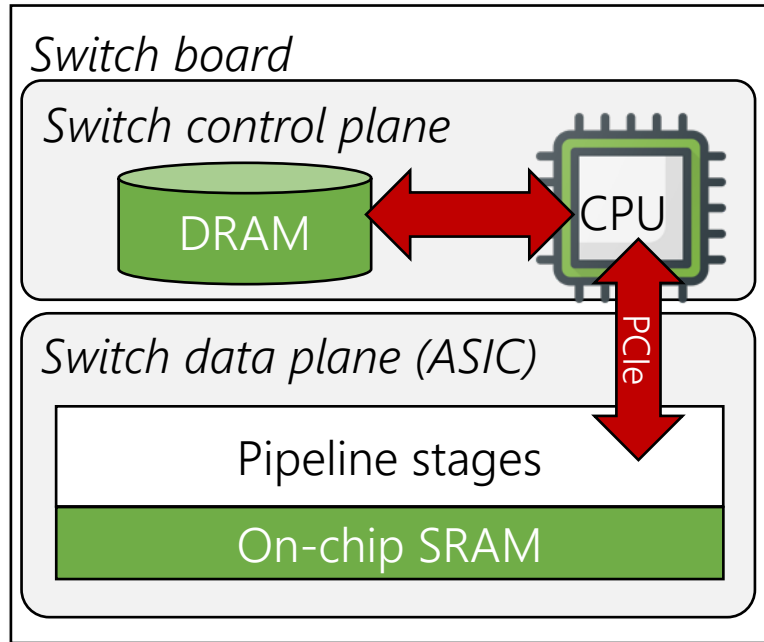 Switch board
Switch control plane
DRAM
CPU
PCIe
Switch data plane (ASIC)
Pipeline stages
On-chip SRAM